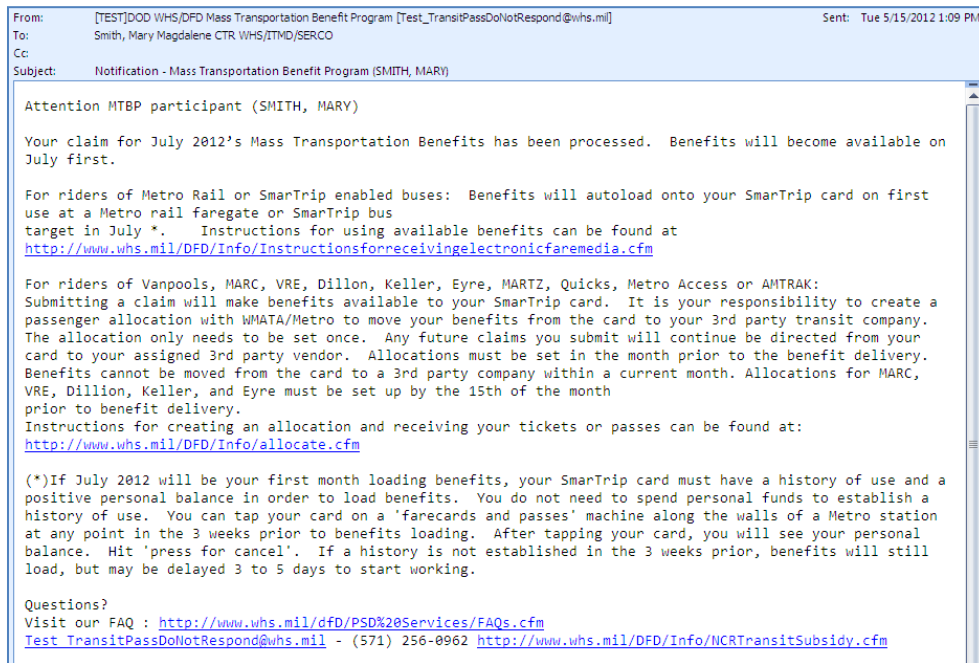 From: [TEST]DOD WHS/DFD Mass Transportation Benefit Program [Test_TransitPassDoNotRespond@whs.mil] Sent: Tue 5/15/2012 1:09 PM
To: Smith, Mary Magdalene CTR WHS/ITMD/SERCO
Cc:
Subject: Notification - Mass Transportation Benefit Program (SMITH, MARY)
Attention MTBP participant (SMITH, MARY)
Your claim for July 2012's Mass Transportation Benefits has been processed.  Benefits will become available on
July first.
For riders of Metro Rail or SmarTrip enabled buses:  Benefits will autoload onto your SmarTrip card on first
use at a Metro rail faregate or SmarTrip bus
target in July *.    Instructions for using available benefits can be found at
http://www.whs.mil/DFD/Info/Instructionsforreceivingelectronicfaremedia.cfm
For riders of Vanpools, MARC, VRE, Dillon, Keller, Eyre, MARTZ, Quicks, Metro Access or AMTRAK:
Submitting a claim will make benefits available to your SmarTrip card.  It is your responsibility to create a
passenger allocation with WMATA/Metro to move your benefits from the card to your 3rd party transit company.
The allocation only needs to be set once.  Any future claims you submit will continue be directed from your
card to your assigned 3rd party vendor.  Allocations must be set in the month prior to the benefit delivery.
Benefits cannot be moved from the card to a 3rd party company within a current month. Allocations for MARC,
VRE, Dillion, Keller, and Eyre must be set up by the 15th of the month
prior to benefit delivery.
Instructions for creating an allocation and receiving your tickets or passes can be found at:
http://www.whs.mil/DFD/Info/allocate.cfm
(*)If July 2012 will be your first month loading benefits, your SmarTrip card must have a history of use and a
positive personal balance in order to load benefits.  You do not need to spend personal funds to establish a
history of use.  You can tap your card on a 'farecards and passes' machine along the walls of a Metro station
at any point in the 3 weeks prior to benefits loading.  After tapping your card, you will see your personal
balance.  Hit 'press for cancel'.  If a history is not established in the 3 weeks prior, benefits will still
load, but may be delayed 3 to 5 days to start working.
Questions?
Visit our FAQ : http://www.whs.mil/dfD/PSD%20Services/FAQs.cfm
Test_TransitPassDoNotRespond@whs.mil - (571) 256-0962 http://www.whs.mil/DFD/Info/NCRTransitSubsidy.cfm